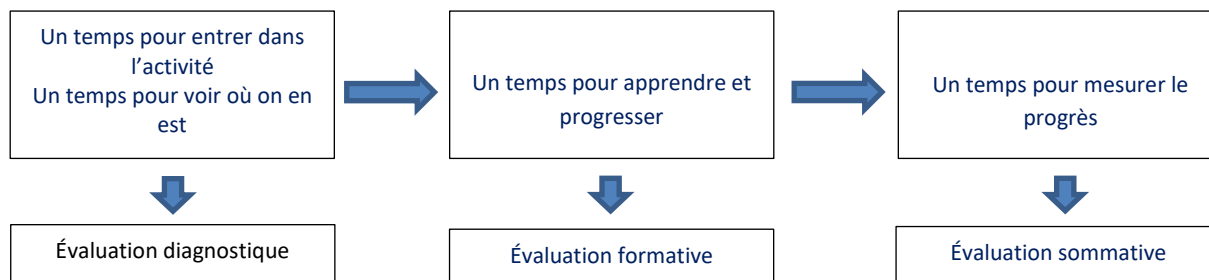 Un temps pour entrer dans
l’activité
Un temps pour voir où on en
est
Un temps pour apprendre et
progresser
Un temps pour mesurer le
progrès
Évaluation diagnostique
Évaluation formative
Évaluation sommative